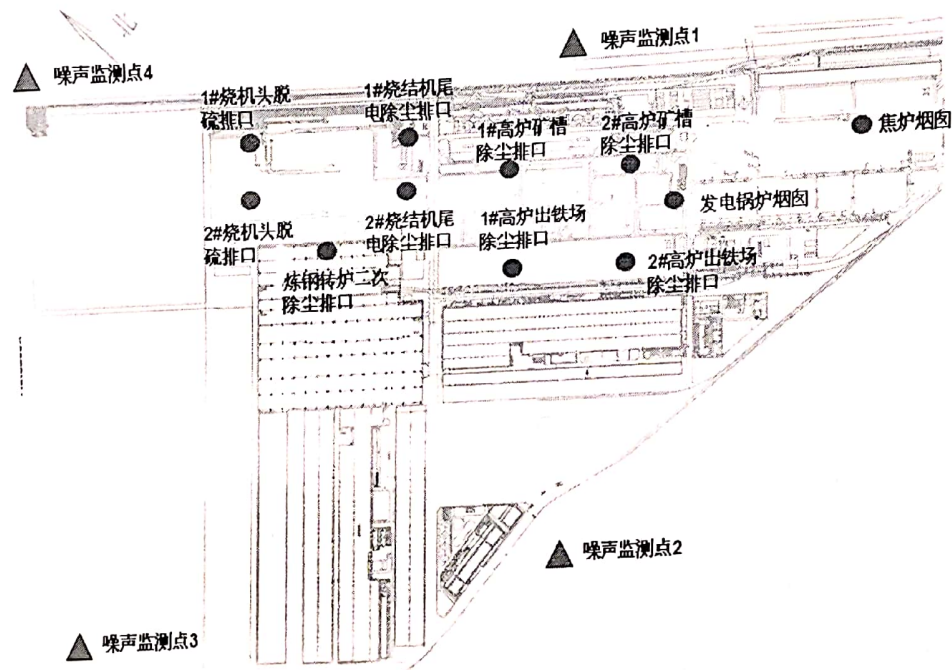 北
噪声监测点1
噪声监测点4
1#烧机头脱
硫排口
1#烧结机尾
电除尘排口
1#高炉矿槽
除尘排口
2#高炉矿槽
除尘排口
焦炉烟囱
2#烧机头脱
硫排口
2#烧结机尾
电除尘排口
1#高炉出铁场
除尘排口
发电锅炉烟囱
炼钢转炉二次
除尘排口
2#高炉出铁场
除尘排口
噪声监测点2
噪声监测点3